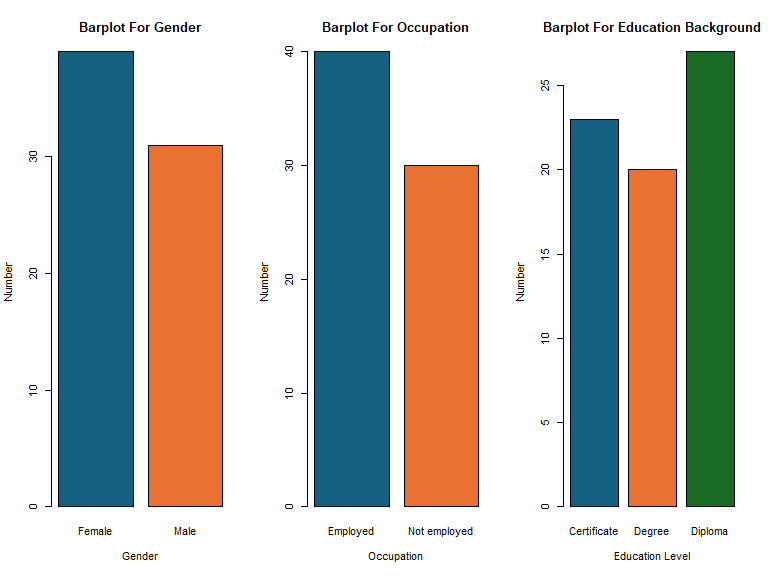 Barplot For Gender
Number
0
10
20
30
Female
Male
Gender
Barplot For Occupation
Number
0
10
20
30
40
Employed
Not employed
Occupation
Barplot For Education Background
Number
0
5
10
15
20
25
Certificate
Degree
Diploma
Education Level